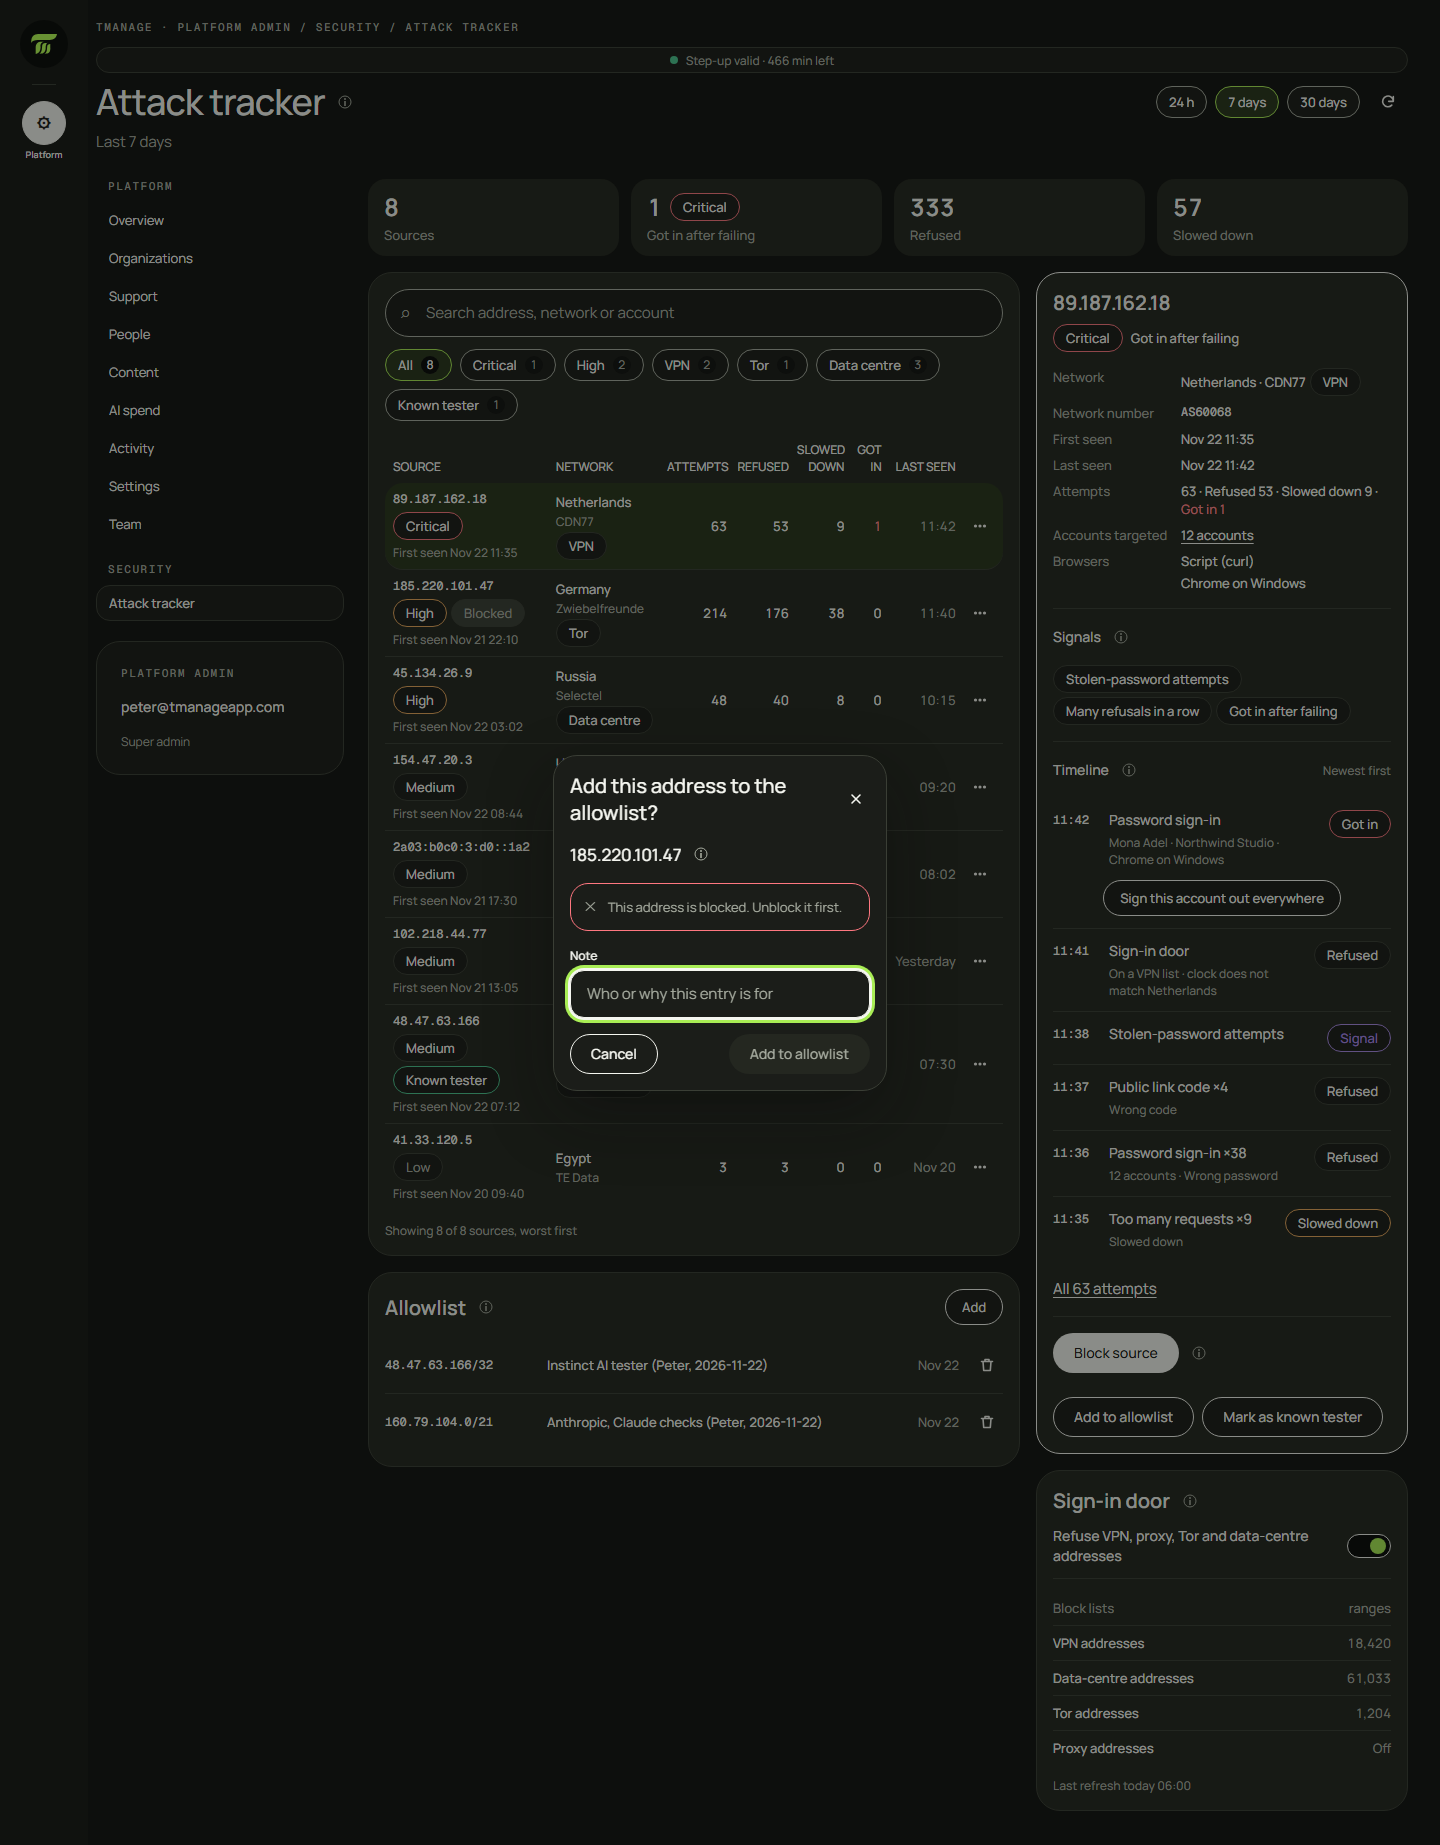 TMANAGE · PLATFORM ADMIN / SECURITY / ATTACK TRACKER
Step-up valid · 466 min left
Attack tracker
24 h
7 days
30 days
Last 7 days
Platform
PLATFORM
Overview
Organizations
Support
People
Content
AI spend
Activity
Settings
Team
SECURITY
Attack tracker
PLATFORM ADMIN
peter@tmanageapp.com
Super admin
8
Sources
1 Critical
Got in after failing
333
Refused
57
Slowed down
Search address, network or account
All 8
Critical 1
High 2
VPN 2
Tor 1
Data centre 3
Known tester 1
SOURCE NETWORK ATTEMPTS REFUSED SLOWED DOWN GOT IN LAST SEEN
89.187.162.18
Critical
First seen Nov 22 11:35
Netherlands
CDN77
VPN
63 53 9 1 11:42
185.220.101.47
High Blocked
First seen Nov 21 22:10
Germany
Zwiebelfreunde
Tor
214 176 38 0 11:40
45.134.26.9
High
First seen Nov 22 03:02
Russia
Selectel
Data centre
48 40 8 0 10:15
154.47.20.3
Medium
First seen Nov 22 08:44
09:20
2a03:b0c0:3:d0::1a2
Medium
First seen Nov 21 17:30
08:02
102.218.44.77
Medium
First seen Nov 21 13:05
Yesterday
48.47.63.166
Medium
Known tester
First seen Nov 22 07:12
07:30
41.33.120.5
Low
First seen Nov 20 09:40
Egypt
TE Data
3 3 0 0 Nov 20
Showing 8 of 8 sources, worst first
Add this address to the
allowlist?
185.220.101.47
This address is blocked. Unblock it first.
Note
Who or why this entry is for
Cancel
Add to allowlist
Allowlist
Add
48.47.63.166/32 Instinct AI tester (Peter, 2026-11-22) Nov 22
160.79.104.0/21 Anthropic, Claude checks (Peter, 2026-11-22) Nov 22
89.187.162.18
Critical Got in after failing
Network Netherlands · CDN77 VPN
Network number AS60068
First seen Nov 22 11:35
Last seen Nov 22 11:42
Attempts 63 · Refused 53 · Slowed down 9 ·
Got in 1
Accounts targeted 12 accounts
Browsers Script (curl)
Chrome on Windows
Signals
Stolen-password attempts
Many refusals in a row
Got in after failing
Timeline
Newest first
11:42 Password sign-in Got in
Mona Adel · Northwind Studio ·
Chrome on Windows
Sign this account out everywhere
11:41 Sign-in door Refused
On a VPN list · clock does not
match Netherlands
11:38 Stolen-password attempts Signal
11:37 Public link code ×4 Refused
Wrong code
11:36 Password sign-in ×38 Refused
12 accounts · Wrong password
11:35 Too many requests ×9 Slowed down
Slowed down
All 63 attempts
Block source
Add to allowlist
Mark as known tester
Sign-in door
Refuse VPN, proxy, Tor and data-centre
addresses
Block lists ranges
VPN addresses 18,420
Data-centre addresses 61,033
Tor addresses 1,204
Proxy addresses Off
Last refresh today 06:00